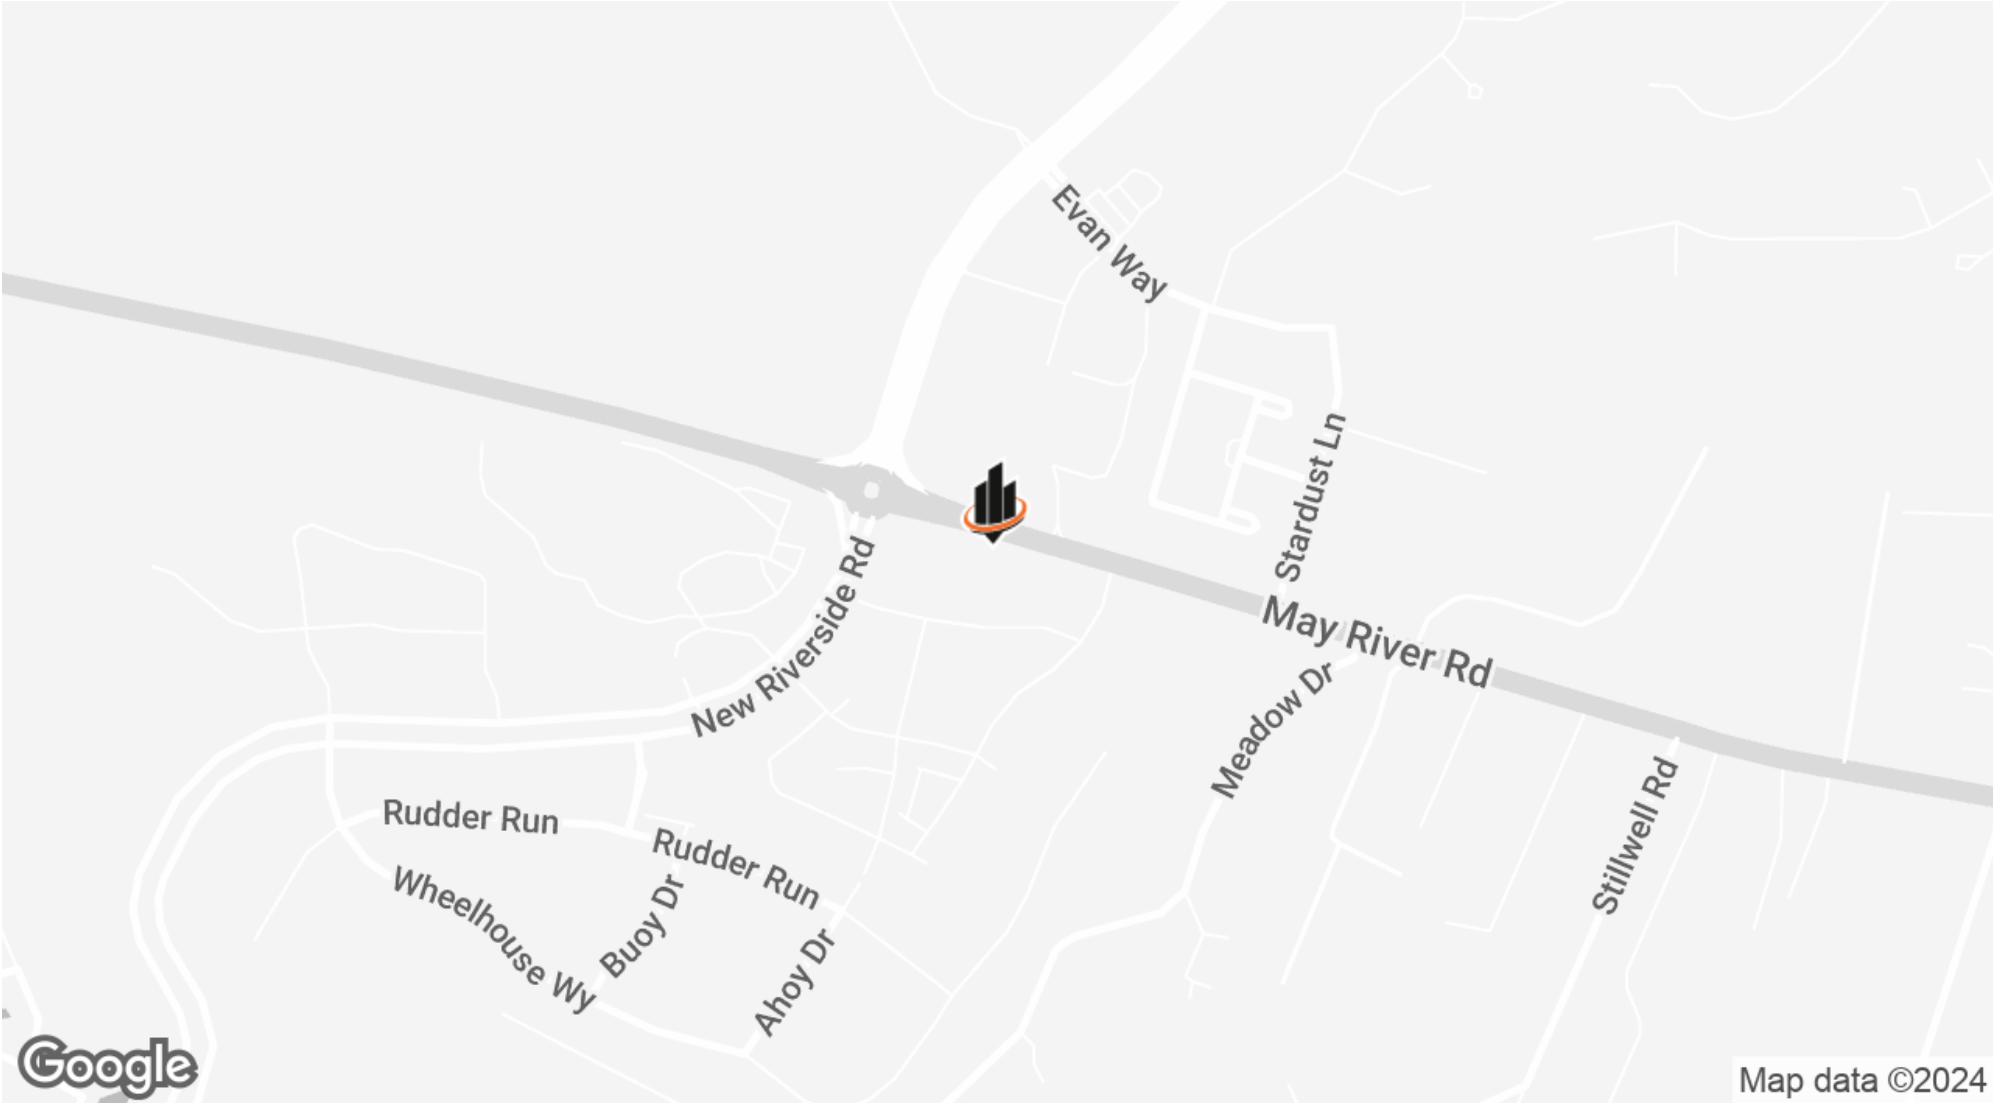 Evan Way
Stardust Ln
New Riverside Rd
May River Rd
Meadow Dr
Stillwell Rd
Rudder Run
Rudder Run
Wheelhouse Wy
Buoy Dr
Ahoy Dr
Google
Map data ©2024